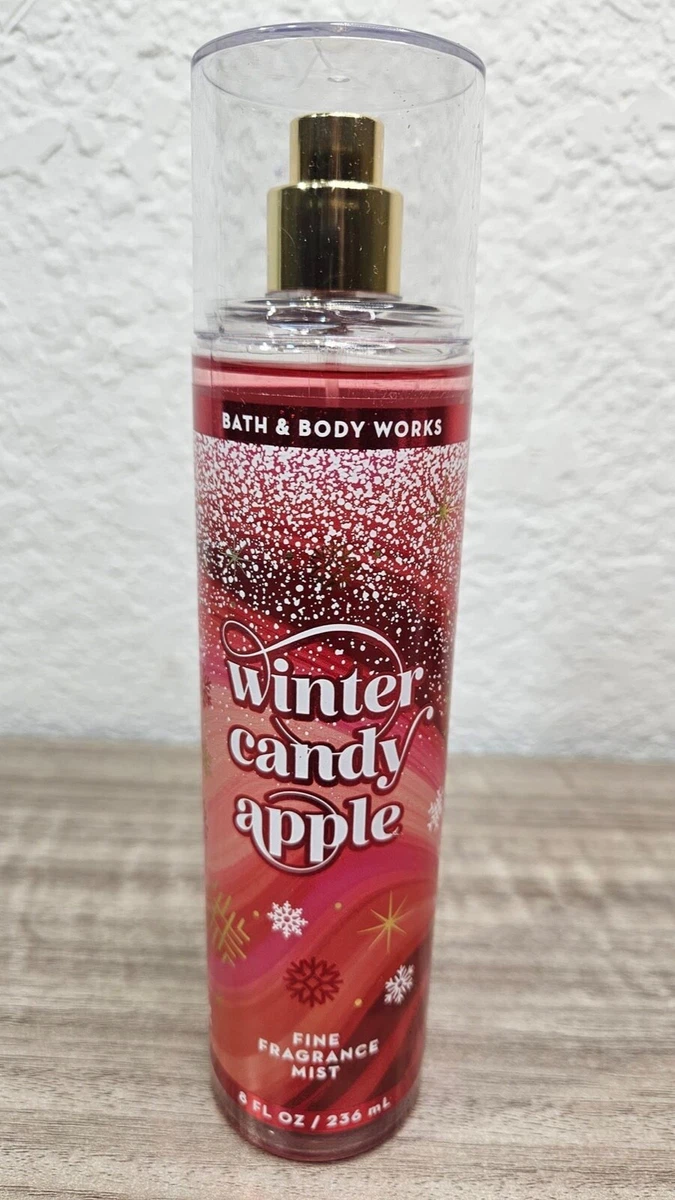 BATH & BODY WORKS
winter
candy
apple
FINE
FRAGRANCE
MIST
8 FL OZ / 236 mL